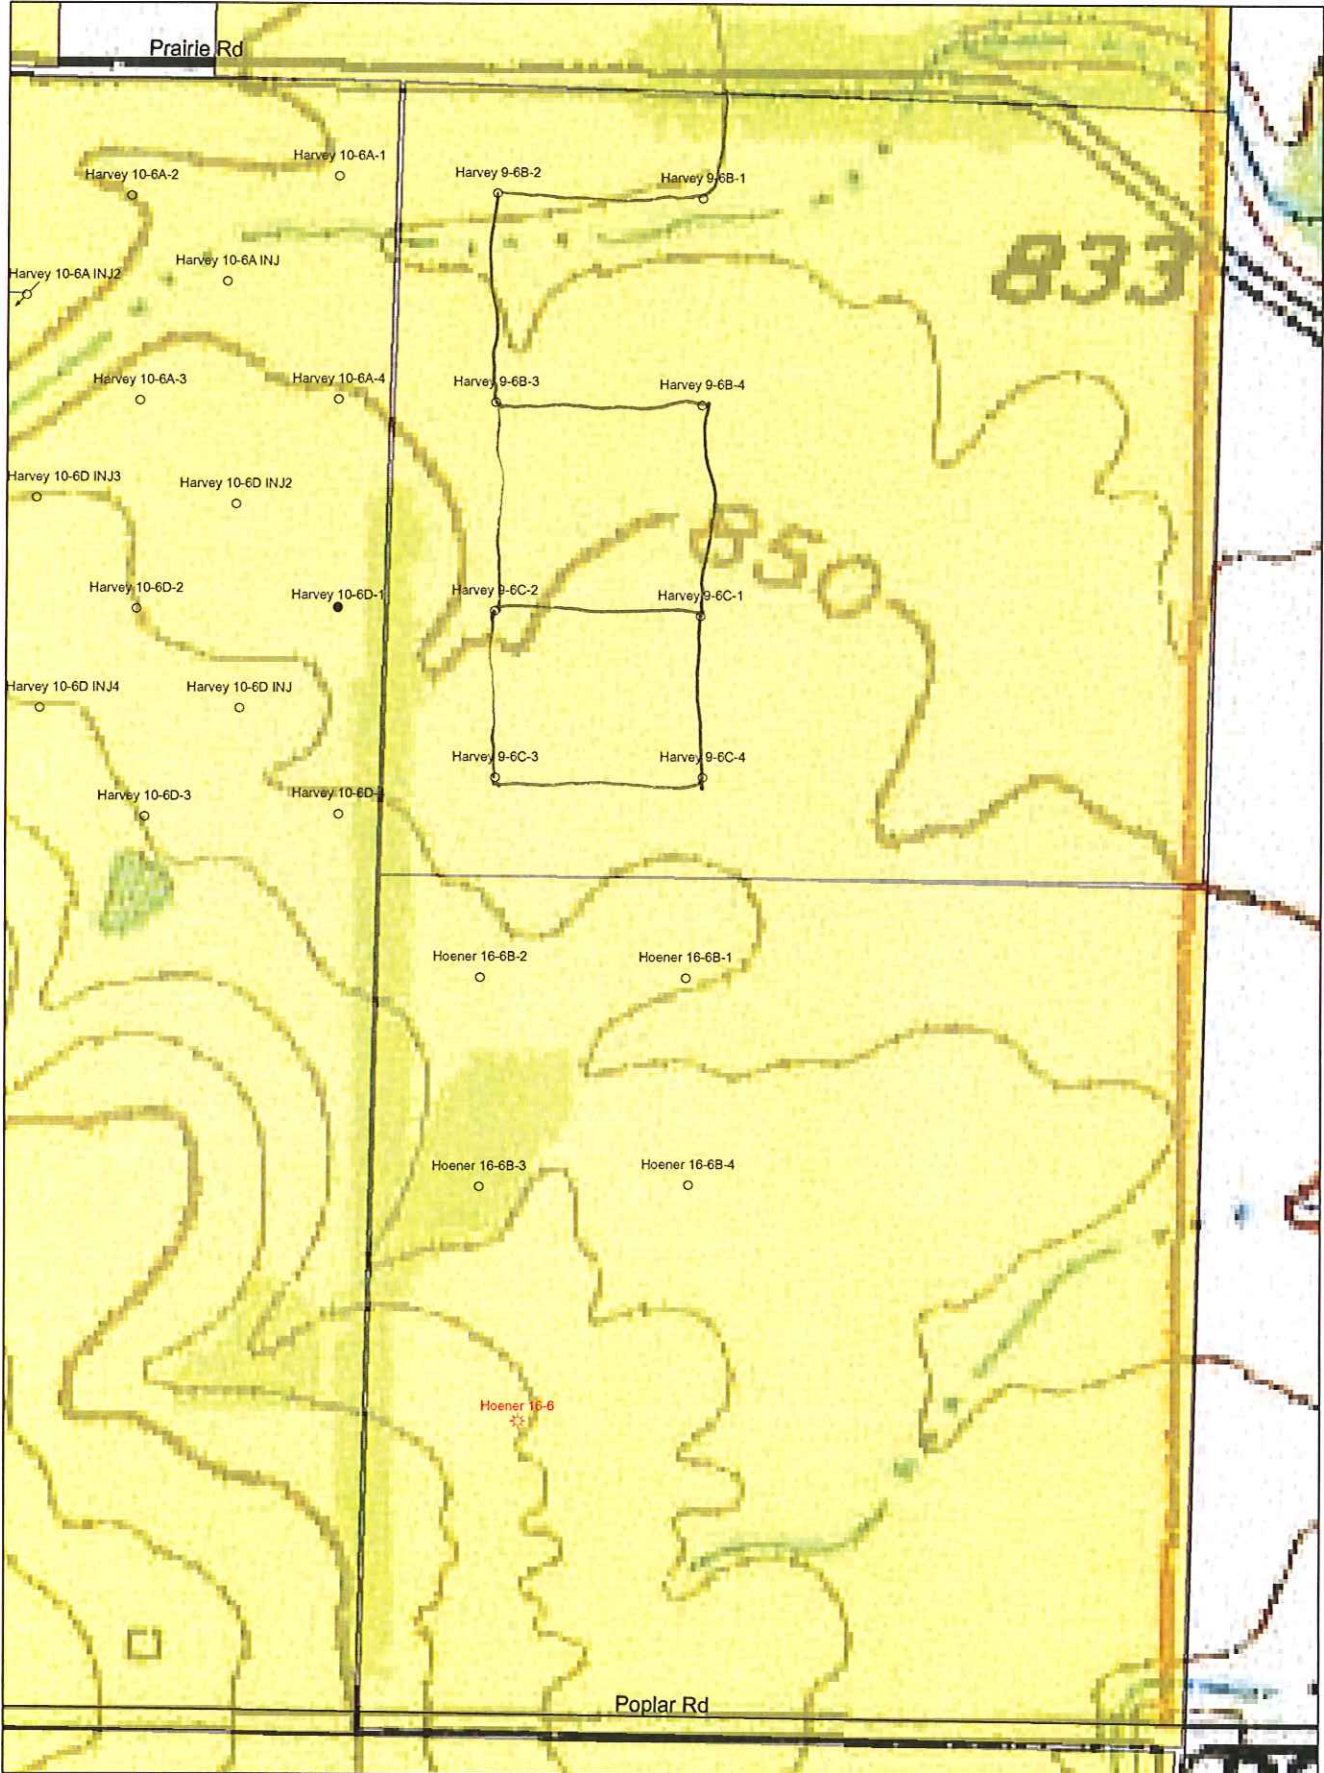 Prairie Rd
Harvey 10-6A-1
Harvey 10-6A-2
Harvey 9-6B-2
Harvey 9-6B-1
Harvey 10-6A INJ2
Harvey 10-6A INJ
833
Harvey 10-6A-3
Harvey 10-6A-4
Harvey 9-6B-3
Harvey 9-6B-4
Harvey 10-6D INJ3
Harvey 10-6D INJ2
850
Harvey 10-6D-2
Harvey 10-6D-1
Harvey 9-6C-2
Harvey 9-6C-1
Harvey 10-6D INJ4
Harvey 10-6D INJ
Harvey 9-6C-3
Harvey 9-6C-4
Harvey 10-6D-3
Harvey 10-6D-
Hoener 16-6B-2
Hoener 16-6B-1
Hoener 16-6B-3
Hoener 16-6B-4
Hoener 16-6
Poplar Rd